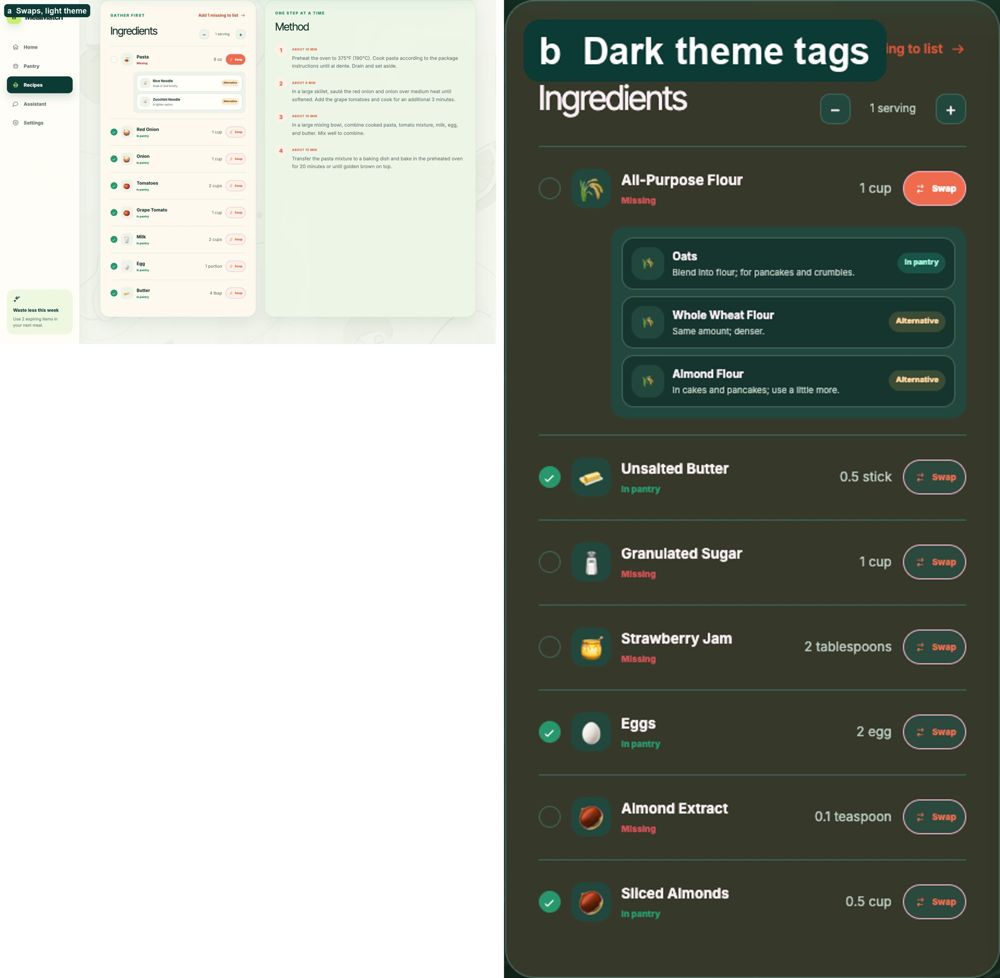 a Swaps, light theme
MealMatch
Home
Pantry
Recipes
Assistant
Settings
Waste less this week
Use 2 expiring items in
your next meal.
GATHER FIRST
Add 1 missing to list →
Ingredients
− 1 serving +
Pasta
Missing
8 oz
Swap
Rice Noodle
Soak or boil briefly.
Alternative
Zucchini Noodle
A lighter option.
Alternative
Red Onion
In pantry
1 cup
Swap
Onion
In pantry
1 cup
Swap
Tomatoes
In pantry
2 cups
Swap
Grape Tomato
In pantry
1 cup
Swap
Milk
In pantry
2 cups
Swap
Egg
In pantry
1 portion
Swap
Butter
In pantry
4 tbsp
Swap
ONE STEP AT A TIME
Method
1
ABOUT 10 MIN
Preheat the oven to 375°F (190°C). Cook pasta according to the package
instructions until al dente. Drain and set aside.
2
ABOUT 8 MIN
In a large skillet, sauté the red onion and onion over medium heat until
softened. Add the grape tomatoes and cook for an additional 3 minutes.
3
ABOUT 10 MIN
In a large mixing bowl, combine cooked pasta, tomato mixture, milk, egg,
and butter. Mix well to combine.
4
ABOUT 15 MIN
Transfer the pasta mixture to a baking dish and bake in the preheated oven
for 20 minutes or until golden brown on top.
b Dark theme tags
ing to list →
Ingredients
− 1 serving +
All-Purpose Flour
Missing
1 cup
Swap
Oats
Blend into flour; for pancakes and crumbles.
In pantry
Whole Wheat Flour
Same amount; denser.
Alternative
Almond Flour
In cakes and pancakes; use a little more.
Alternative
Unsalted Butter
In pantry
0.5 stick
Swap
Granulated Sugar
Missing
1 cup
Swap
Strawberry Jam
Missing
2 tablespoons
Swap
Eggs
In pantry
2 egg
Swap
Almond Extract
Missing
0.1 teaspoon
Swap
Sliced Almonds
In pantry
0.5 cup
Swap